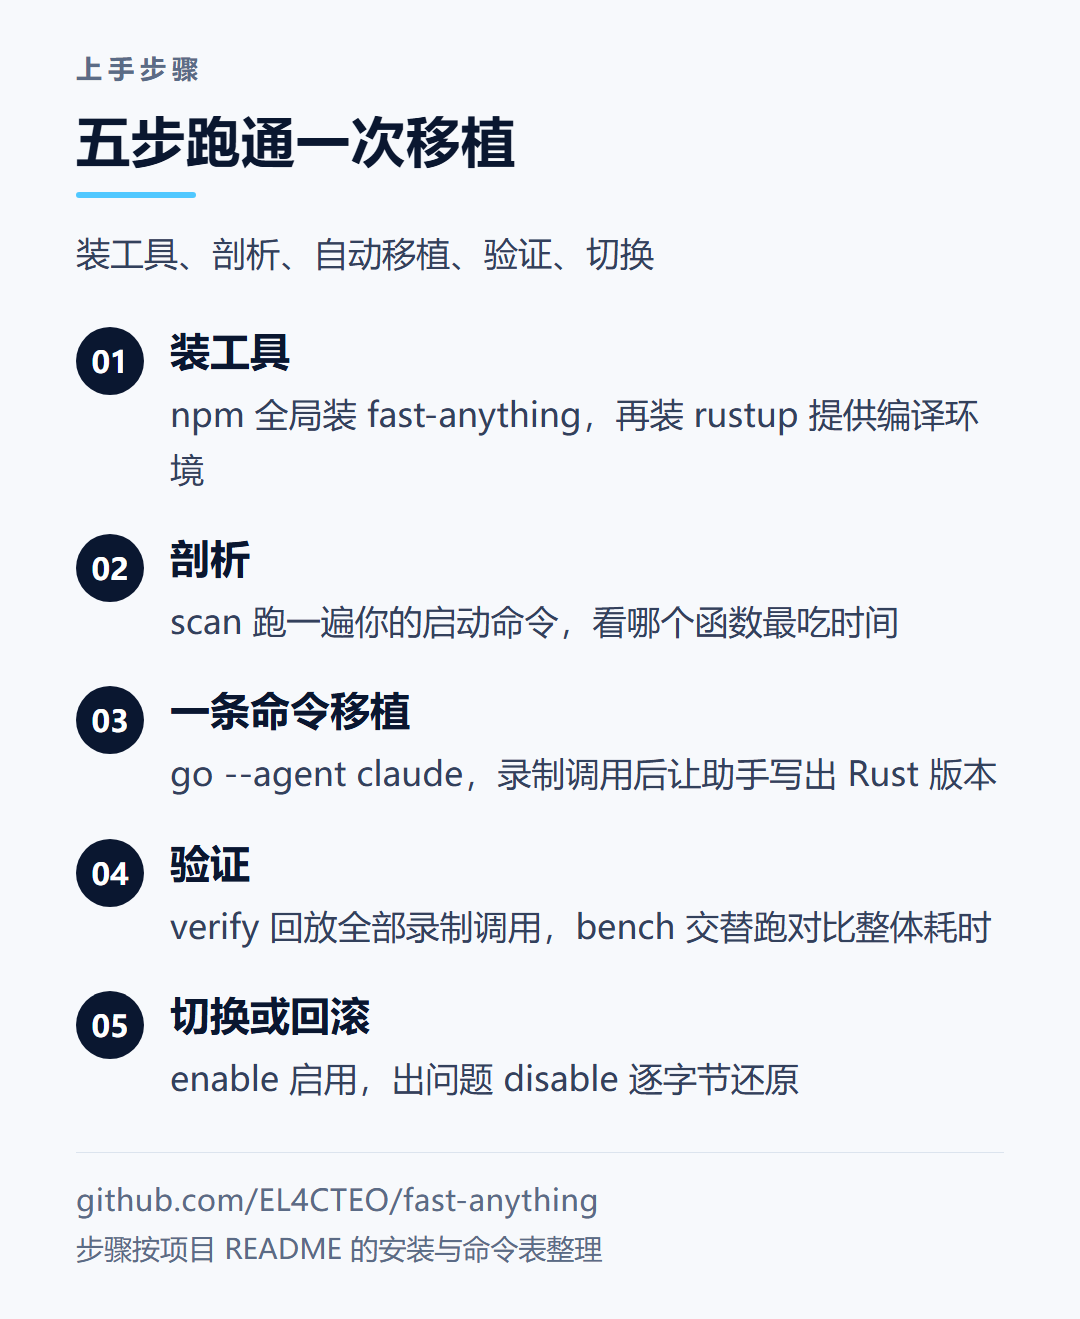 上手步骤
五步跑通一次移植
装工具、剖析、自动移植、验证、切换
01
装工具
npm 全局装 fast-anything，再装 rustup 提供编译环
境
02
剖析
scan 跑一遍你的启动命令，看哪个函数最吃时间
03
一条命令移植
go --agent claude，录制调用后让助手写出 Rust 版本
04
验证
verify 回放全部录制调用，bench 交替跑对比整体耗时
05
切换或回滚
enable 启用，出问题 disable 逐字节还原
github.com/EL4CTEO/fast-anything
步骤按项目 README 的安装与命令表整理